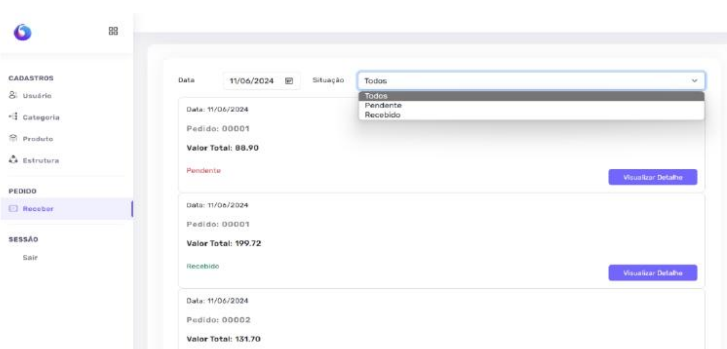 CADASTROS
Usuário
Categoria
Produto
Estrutura
PEDIDO
Receber
SESSÃO
Sair
Data 11/06/2024 Situação Todos
Todos
Pendente
Recebido
Data: 11/06/2024
Pedido: 00001
Valor Total: 88.90
Pendente
Visualizar Detalhe
Data: 11/06/2024
Pedido: 00001
Valor Total: 199.72
Recebido
Visualizar Detalhe
Data: 11/06/2024
Pedido: 00002
Valor Total: 131.70